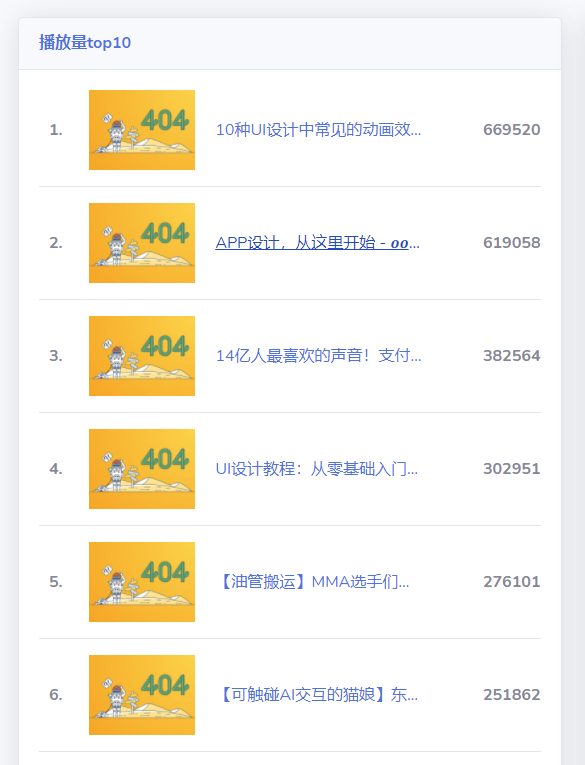 播放量top10
1.
404
10种UI设计中常见的动画效...
669520
2.
404
APP设计，从这里开始 - oo...
619058
3.
404
14亿人最喜欢的声音！支付...
382564
4.
404
UI设计教程：从零基础入门...
302951
5.
404
【油管搬运】MMA选手们...
276101
6.
404
【可触碰AI交互的猫娘】东...
251862